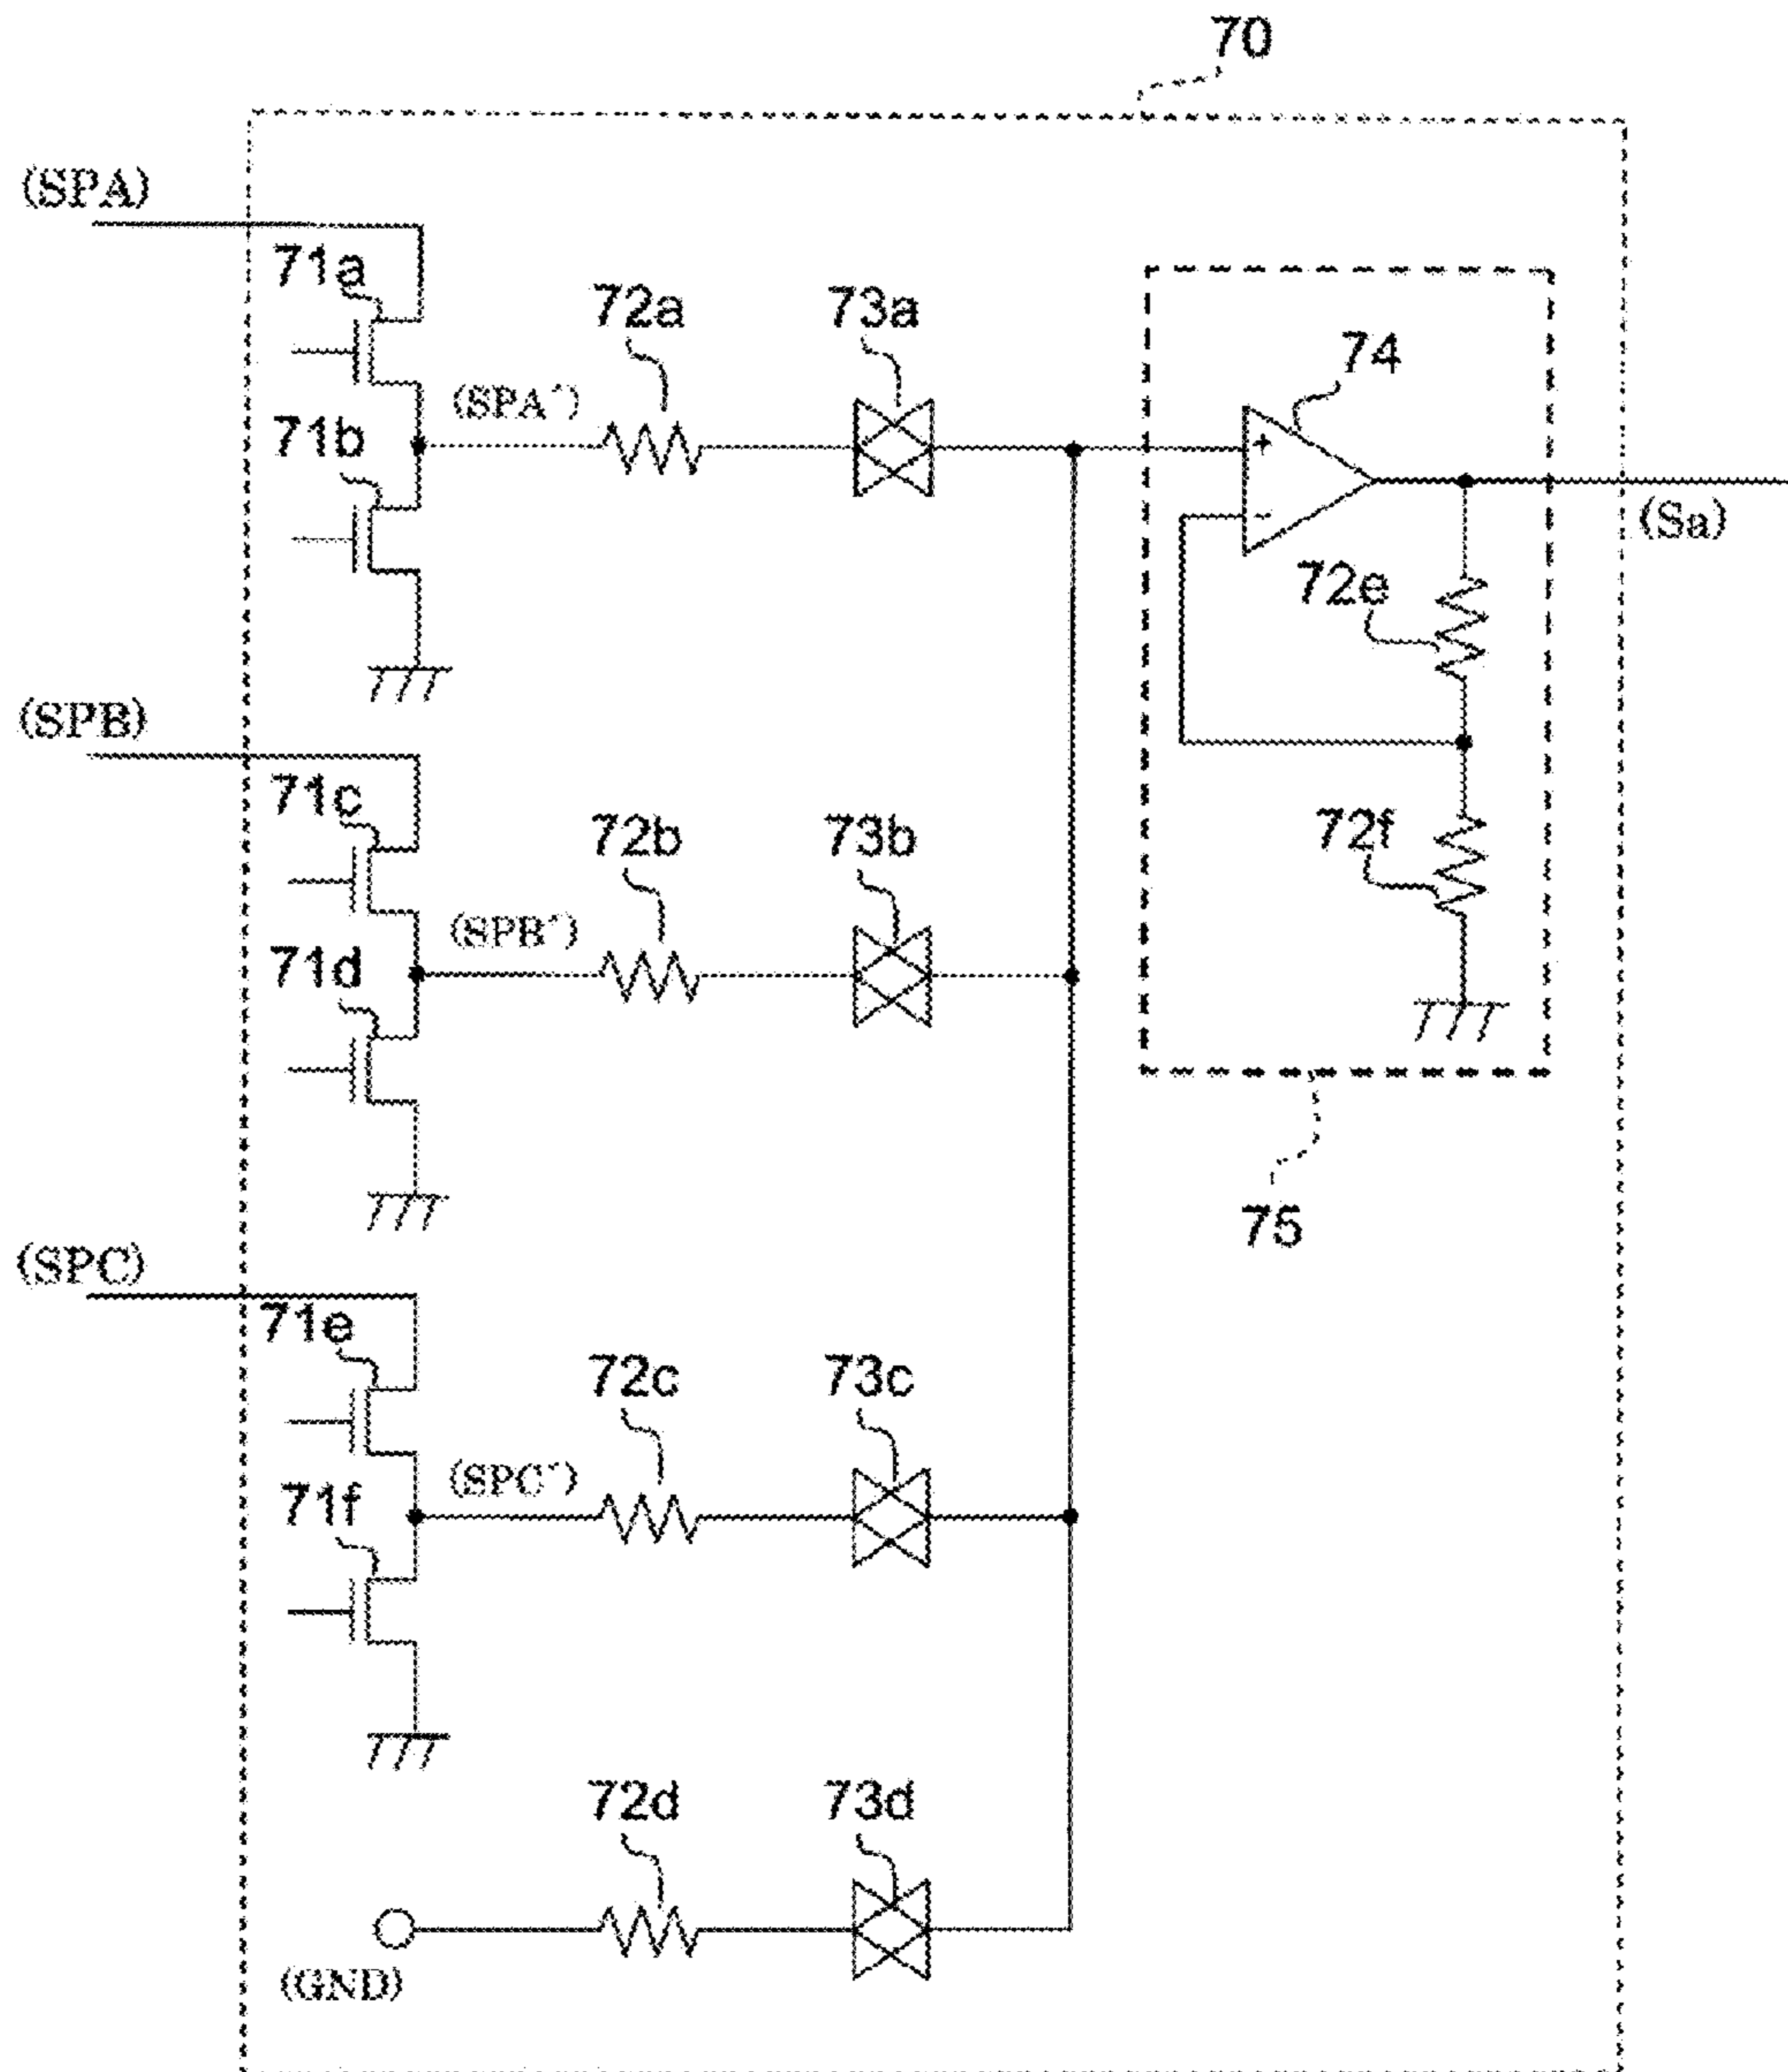 70
(SPA)
71a
72a
73a
74
(SPA')
71b
+
-
(Sa)
72e
(SPB)
71c
72b
73b
72f
(SPB')
71d
75
(SPC)
71e
72c
73c
(SPC')
71f
72d
73d
(GND)